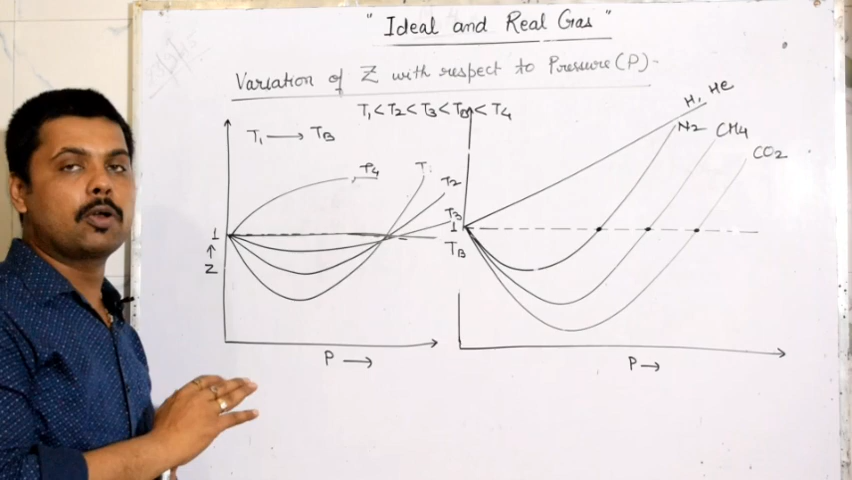 " Ideal and Real Gas "
Variation of Z with respect to Pressure (P) -
T₁ < T₂ < T₃ < TB < T₄
T₁ ⟶ TB
T₄
T₁
T₂
T₃
TB
1
↑
Z
P ⟶
H, He
N2
CH4
CO2
1
P →